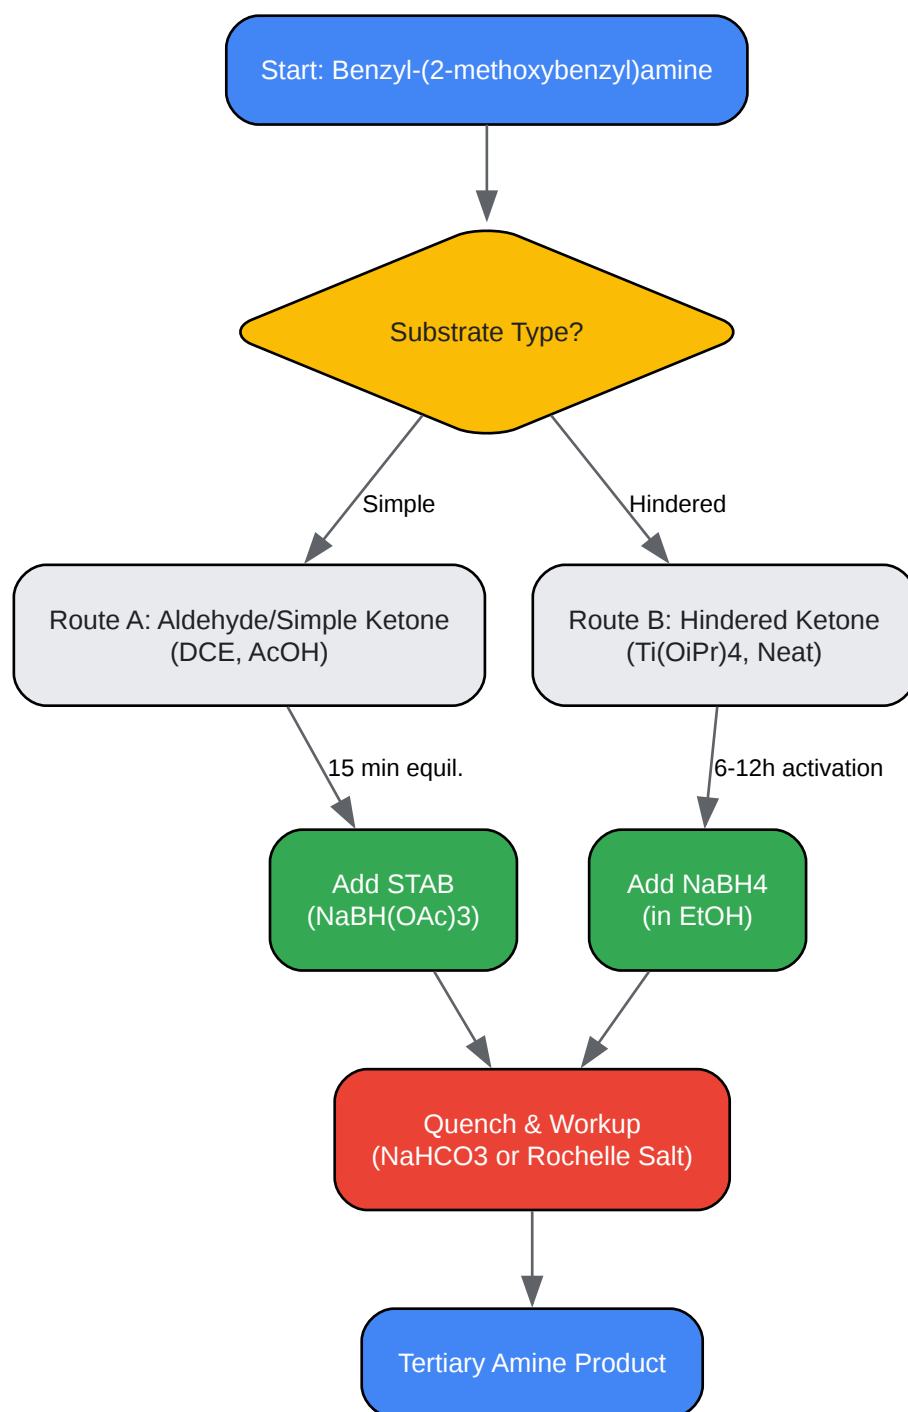 Start: Benzyl-(2-methoxybenzyl)amine
Substrate Type?
Simple
Hindered
Route A: Aldehyde/Simple Ketone
(DCE, AcOH)
Route B: Hindered Ketone
(Ti(OiPr)4, Neat)
15 min equil.
6-12h activation
Add STAB
(NaBH(OAc)3)
Add NaBH4
(in EtOH)
Quench & Workup
(NaHCO3 or Rochelle Salt)
Tertiary Amine Product